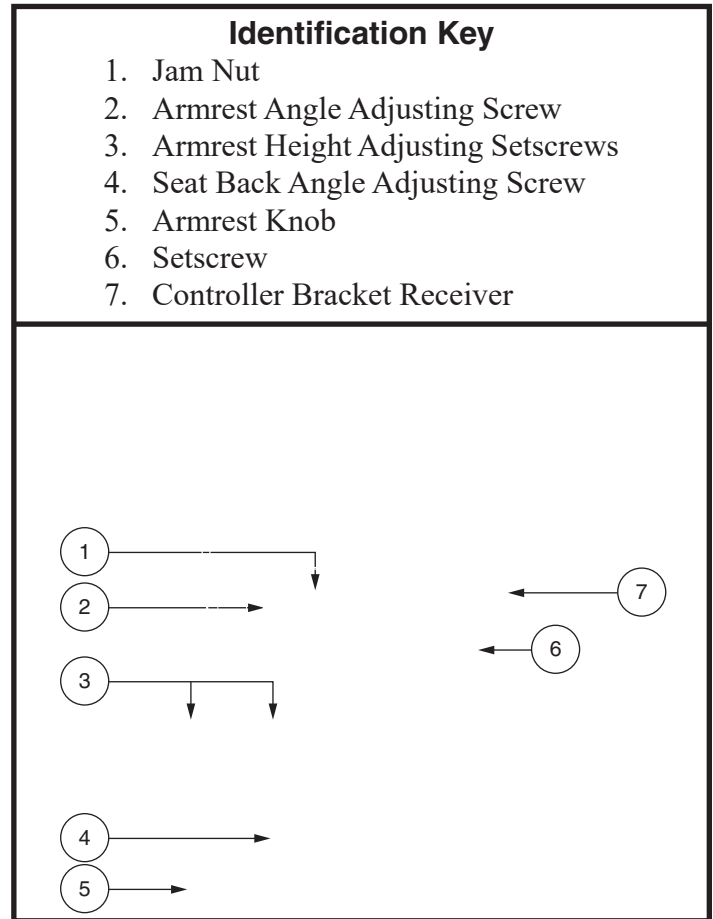 Identification Key
1. Jam Nut
2. Armrest Angle Adjusting Screw
3. Armrest Height Adjusting Setscrews
4. Seat Back Angle Adjusting Screw
5. Armrest Knob
6. Setscrew
7. Controller Bracket Receiver
1
7
2
6
3
4
5